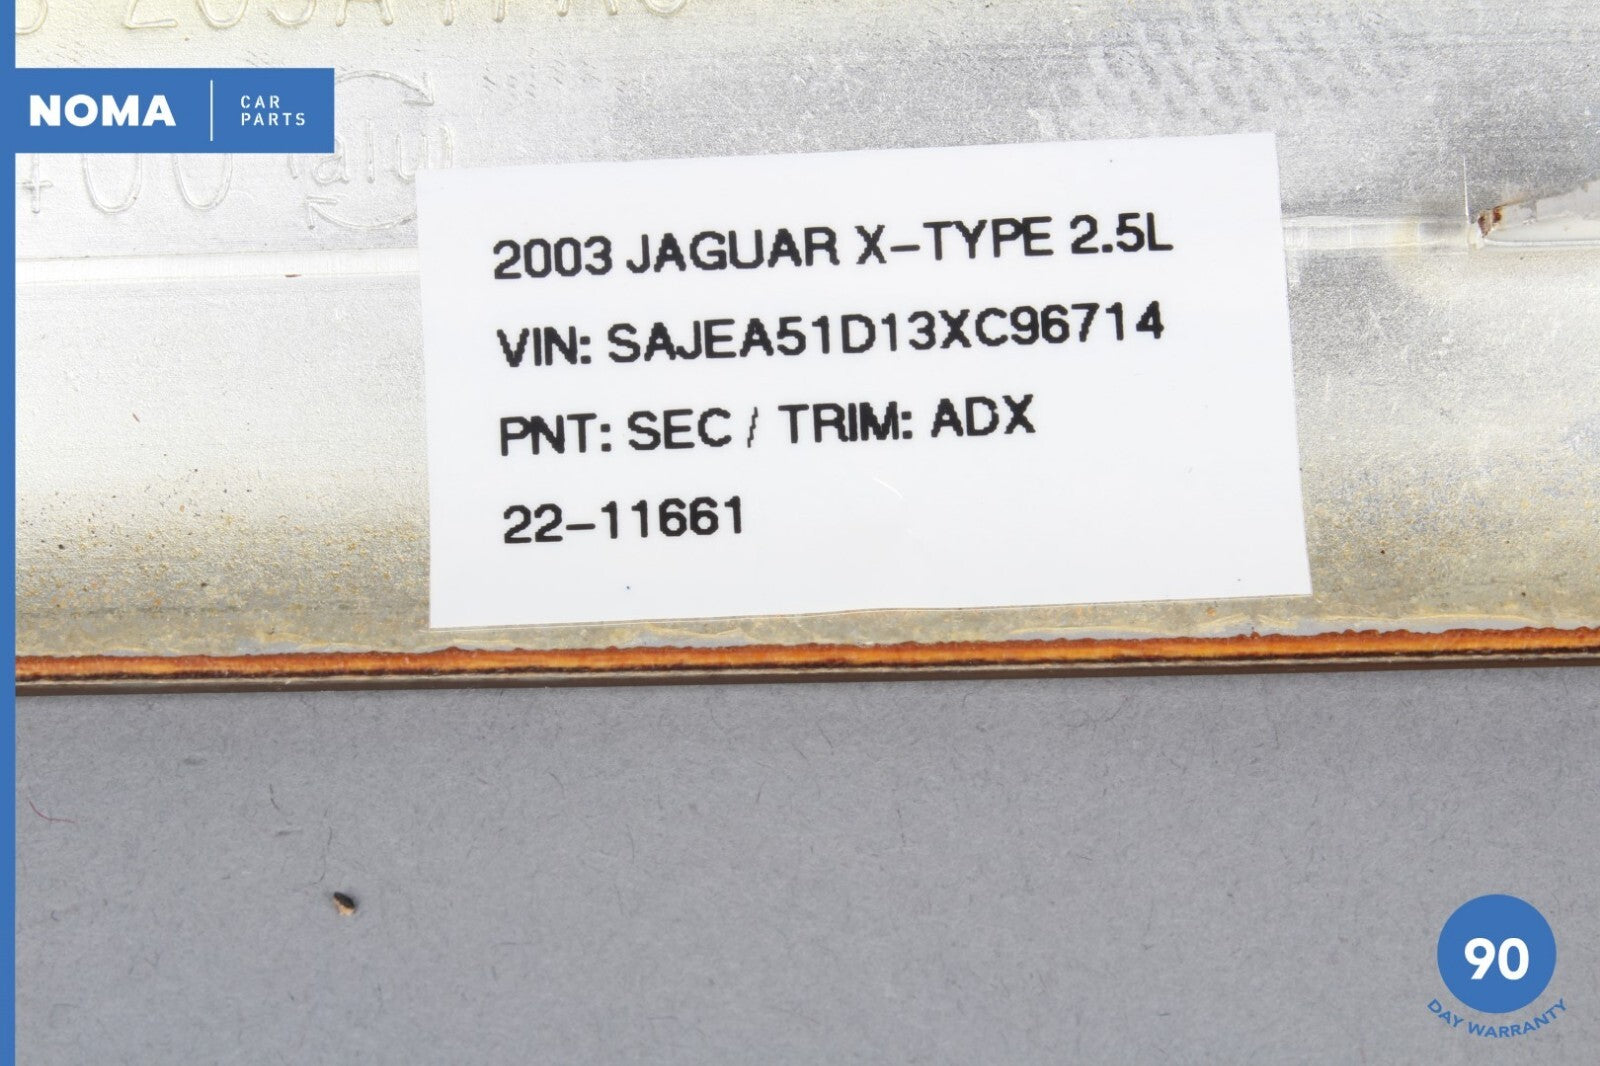 NOMA
CAR
PARTS
2003 JAGUAR X-TYPE 2.5L
VIN: SAJEA51D13XC96714
PNT: SEC / TRIM: ADX
22-11661
90
DAY WARRANTY